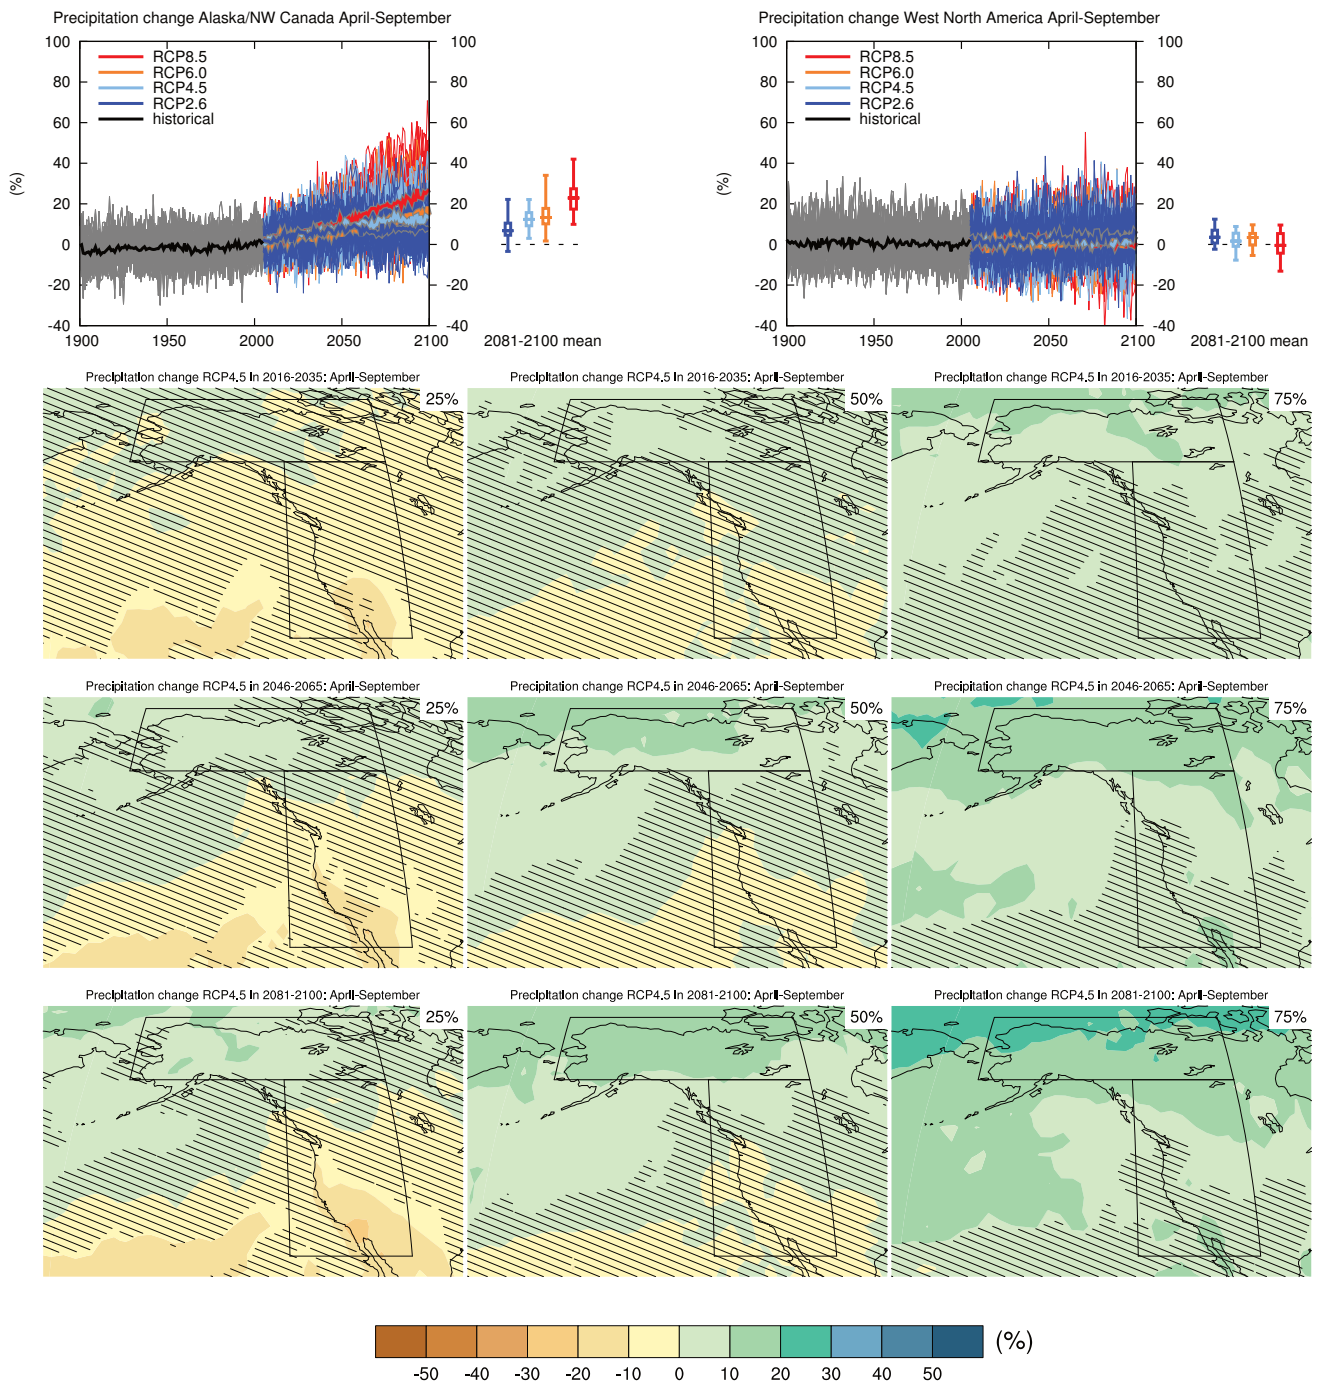 Precipitation change Alaska/NW Canada April-September
Precipitation change West North America April-September
(%)
100
80
60
40
20
0
-20
-40
RCP8.5
RCP6.0
RCP4.5
RCP2.6
historical
100
80
60
40
20
0
-20
-40
1900 1950 2000 2050 2100
2081-2100 mean
(%)
100
80
60
40
20
0
-20
-40
RCP8.5
RCP6.0
RCP4.5
RCP2.6
historical
100
80
60
40
20
0
-20
-40
1900 1950 2000 2050 2100
2081-2100 mean
Precipitation change RCP4.5 in 2016-2035: April-September
25%
Precipitation change RCP4.5 in 2016-2035: April-September
50%
Precipitation change RCP4.5 in 2016-2035: April-September
75%
Precipitation change RCP4.5 in 2046-2065: April-September
25%
Precipitation change RCP4.5 in 2046-2065: April-September
50%
Precipitation change RCP4.5 in 2046-2065: April-September
75%
Precipitation change RCP4.5 in 2081-2100: April-September
25%
Precipitation change RCP4.5 in 2081-2100: April-September
50%
Precipitation change RCP4.5 in 2081-2100: April-September
75%
(%)
-50 -40 -30 -20 -10 0 10 20 30 40 50